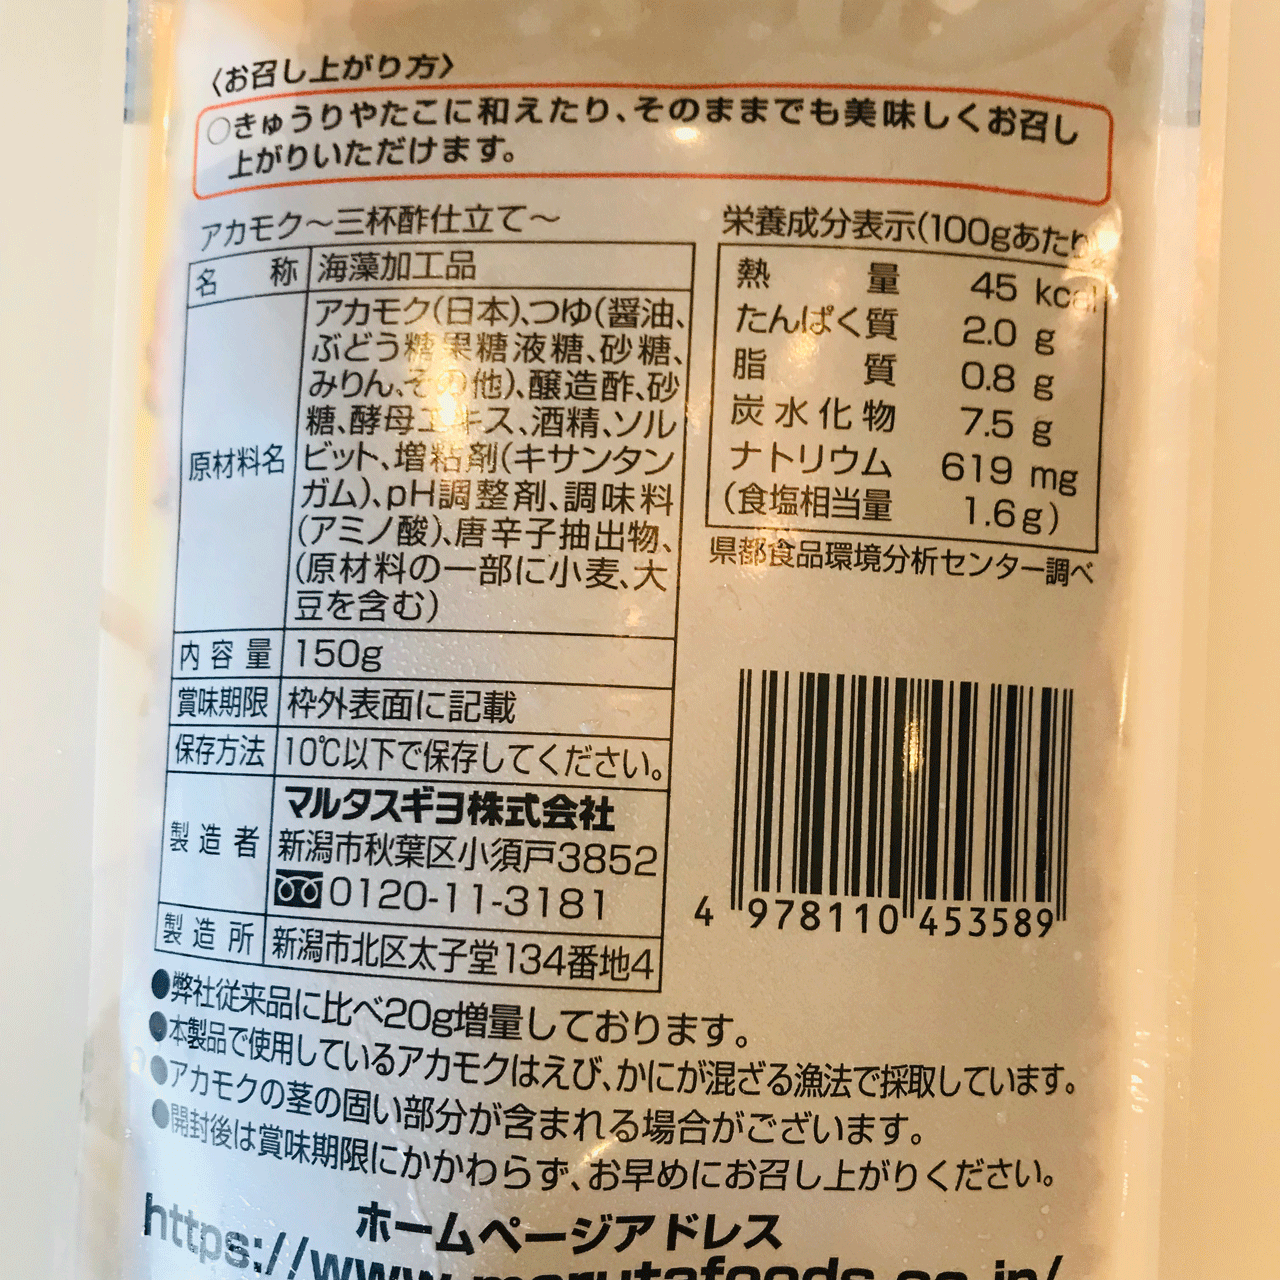 〈お召し上がり方〉
○きゅうりやたこに和えたり、そのままでも美味しくお召し
上がりいただけます。
アカモク～三杯酢仕立て～
名称 海藻加工品
原材料名
アカモク(日本)、つゆ(醤油、
ぶどう糖果糖液糖、砂糖、
みりん、その他)、醸造酢、砂
糖、酵母エキス、酒精、ソル
ビット、増粘剤(キサンタン
ガム)、pH調整剤、調味料
(アミノ酸)、唐辛子抽出物、
(原材料の一部に小麦、大
豆を含む)
内容量 150g
賞味期限 枠外表面に記載
保存方法 10℃以下で保存してください。
製造者
マルタスギヨ株式会社
新潟市秋葉区小須戸3852
0120-11-3181
製造所 新潟市北区太子堂134番地4
栄養成分表示(100gあたり)
熱量 45 kcal
たんぱく質 2.0 g
脂質 0.8 g
炭水化物 7.5 g
ナトリウム 619 mg
(食塩相当量 1.6g)
県都食品環境分析センター調べ
4 978110 453589
●弊社従来品に比べ20g増量しております。
●本製品で使用しているアカモクはえび、かにが混ざる漁法で採取しています。
●アカモクの茎の固い部分が含まれる場合がございます。
●開封後は賞味期限にかかわらず、お早めにお召し上がりください。
ホームページアドレス
https://www.marutafoods.co.jp/